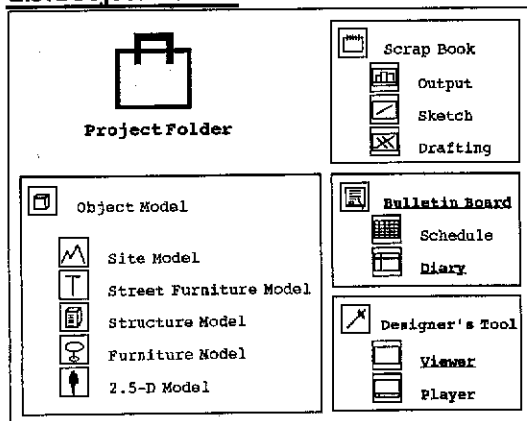 Project Folder
Scrap Book
Output
Sketch
Drafting
Object Model
Site Model
Street Furniture Model
Structure Model
Furniture Model
2.5-D Model
Bulletin Board
Schedule
Diary
Designer's Tool
Viewer
Player